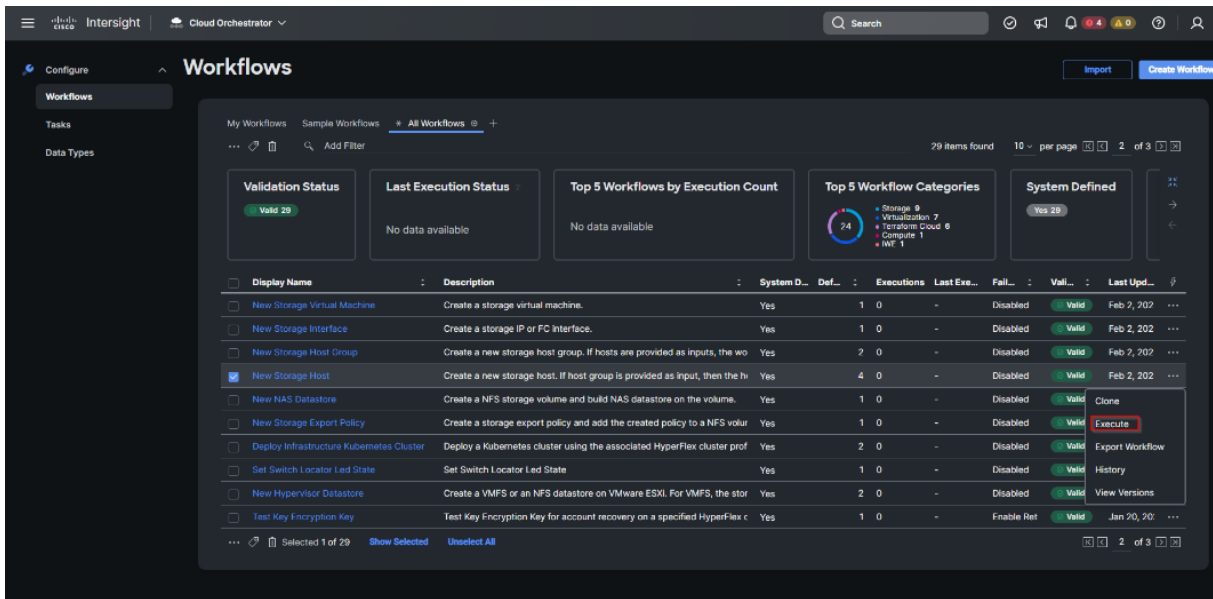 cisco Intersight Cloud Orchestrator Search 4 0
Configure
Workflows
Tasks
Data Types
Workflows
Import Create Workflow
My Workflows Sample Workflows All Workflows +
Add Filter 29 items found 10 per page 2 of 3
Validation Status
Valid 29
Last Execution Status
No data available
Top 5 Workflows by Execution Count
No data available
Top 5 Workflow Categories
24
Storage 9
Virtualization 7
Terraform Cloud 6
Compute 1
IWF 1
System Defined
Yes 29
Display Name Description System D... Def... Executions Last Exe... Fail... Vali... Last Upd...
New Storage Virtual Machine Create a storage virtual machine. Yes 1 0 - Disabled Valid Feb 2, 202 ...
New Storage Interface Create a storage IP or FC interface. Yes 1 0 - Disabled Valid Feb 2, 202 ...
New Storage Host Group Create a new storage host group. If hosts are provided as inputs, the wo Yes 2 0 - Disabled Valid Feb 2, 202 ...
New Storage Host Create a new storage host. If host group is provided as input, then the h Yes 4 0 - Disabled Valid Feb 2, 202 ...
New NAS Datastore Create a NFS storage volume and build NAS datastore on the volume. Yes 1 0 - Disabled Valid
New Storage Export Policy Create a storage export policy and add the created policy to a NFS volur Yes 1 0 - Disabled Valid
Deploy Infrastructure Kubernetes Cluster Deploy a Kubernetes cluster using the associated HyperFlex cluster prof Yes 2 0 - Disabled Valid
Set Switch Locator Led State Set Switch Locator Led State Yes 1 0 - Disabled Valid
New Hypervisor Datastore Create a VMFS or an NFS datastore on VMware ESXI. For VMFS, the stor Yes 2 0 - Disabled Valid
Test Key Encryption Key Test Key Encryption Key for account recovery on a specified HyperFlex c Yes 1 0 - Enable Ret Valid Jan 20, 20: ...
Clone
Execute
Export Workflow
History
View Versions
... Selected 1 of 29 Show Selected Unselect All 2 of 3